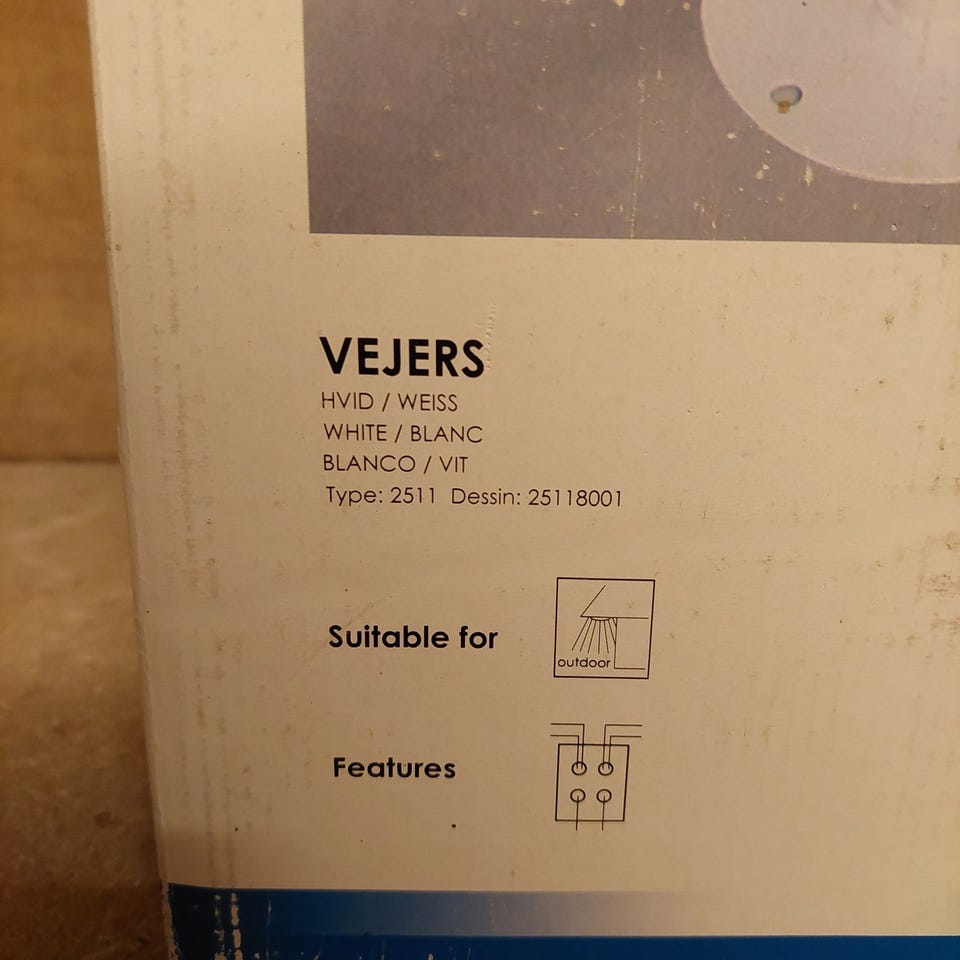 VEJERS
HVID / WEISS
WHITE / BLANC
BLANCO / VIT
Type: 2511 Dessin: 25118001
Suitable for
outdoor
Features